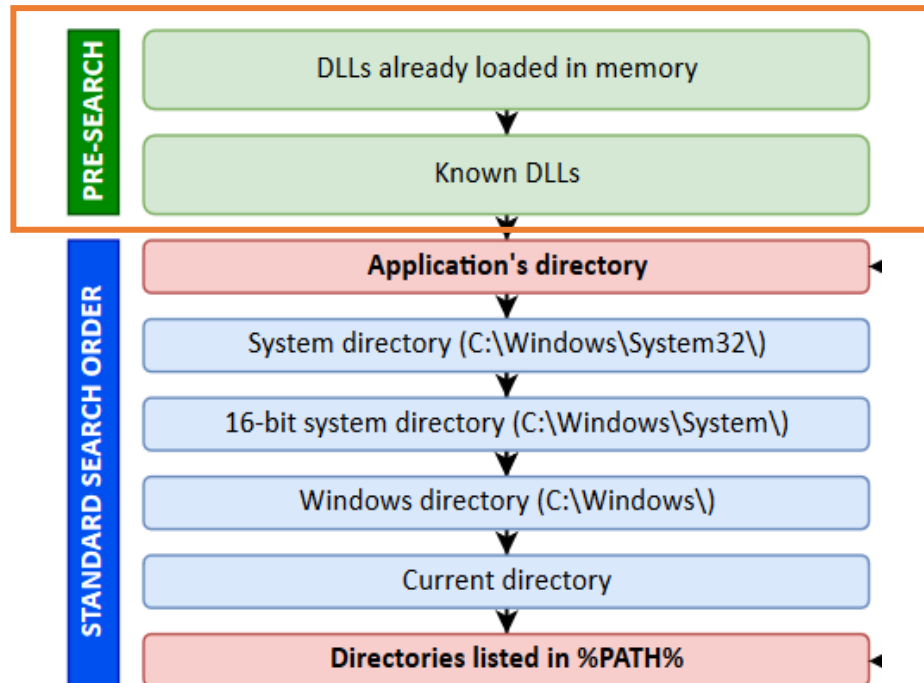 PRE-SEARCH
DLLs already loaded in memory
Known DLLs
STANDARD SEARCH ORDER
Application's directory
System directory (C:\Windows\System32\)
16-bit system directory (C:\Windows\System\)
Windows directory (C:\Windows\)
Current directory
Directories listed in %PATH%